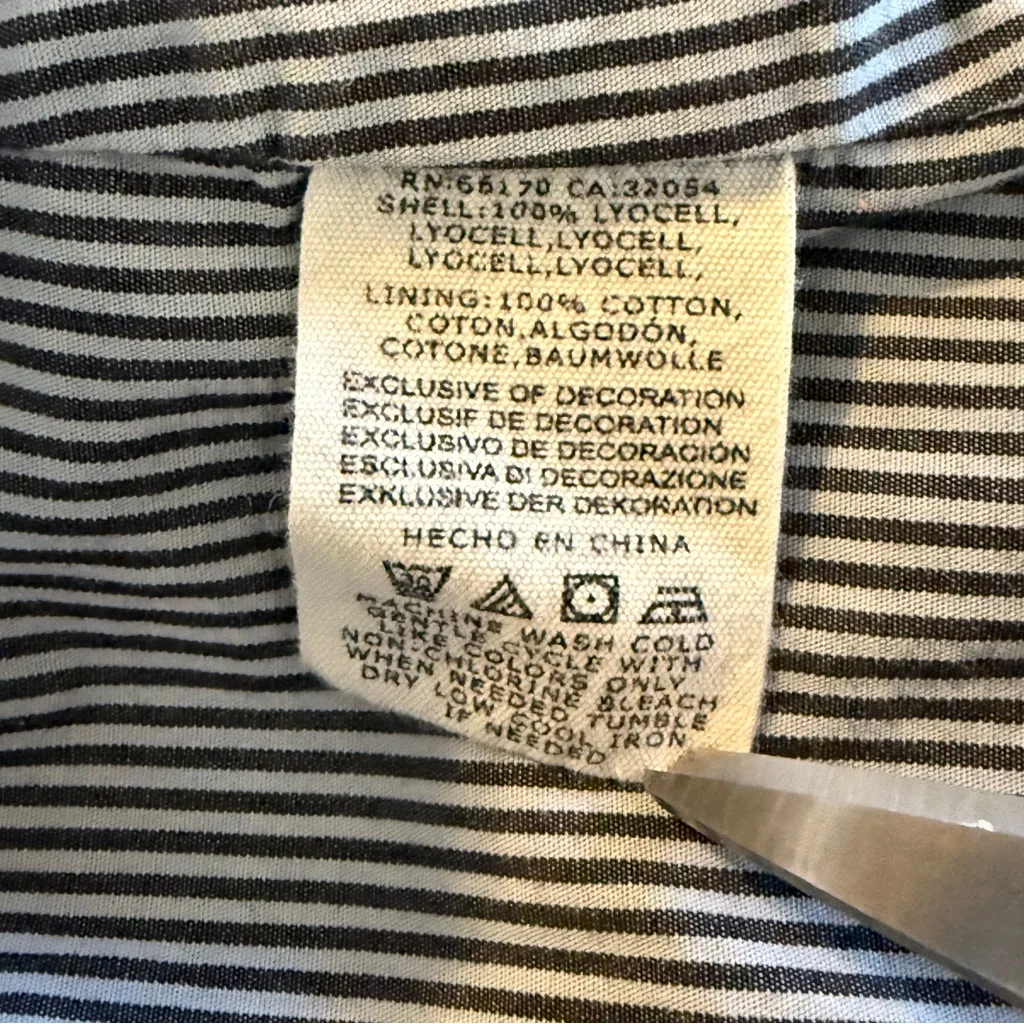 RN:66170 CA:32054
SHELL:100% LYOCELL,
LYOCELL,LYOCELL,
LYOCELL,LYOCELL,
LINING:100% COTTON,
COTON,ALGODÓN,
COTONE,BAUMWOLLE
EXCLUSIVE OF DECORATION
EXCLUSIF DE DECORATION
EXCLUSIVO DE DECORACIÓN
ESCLUSIVA DI DECORAZIONE
EXKLUSIVE DER DEKORATION
HECHO EN CHINA
30
MACHINE WASH COLD
GENTLE CYCLE WITH
LIKE COLORS ONLY
NON-CHLORINE BLEACH
WHEN NEEDED TUMBLE
DRY LOW COOL IRON
IF NEEDED